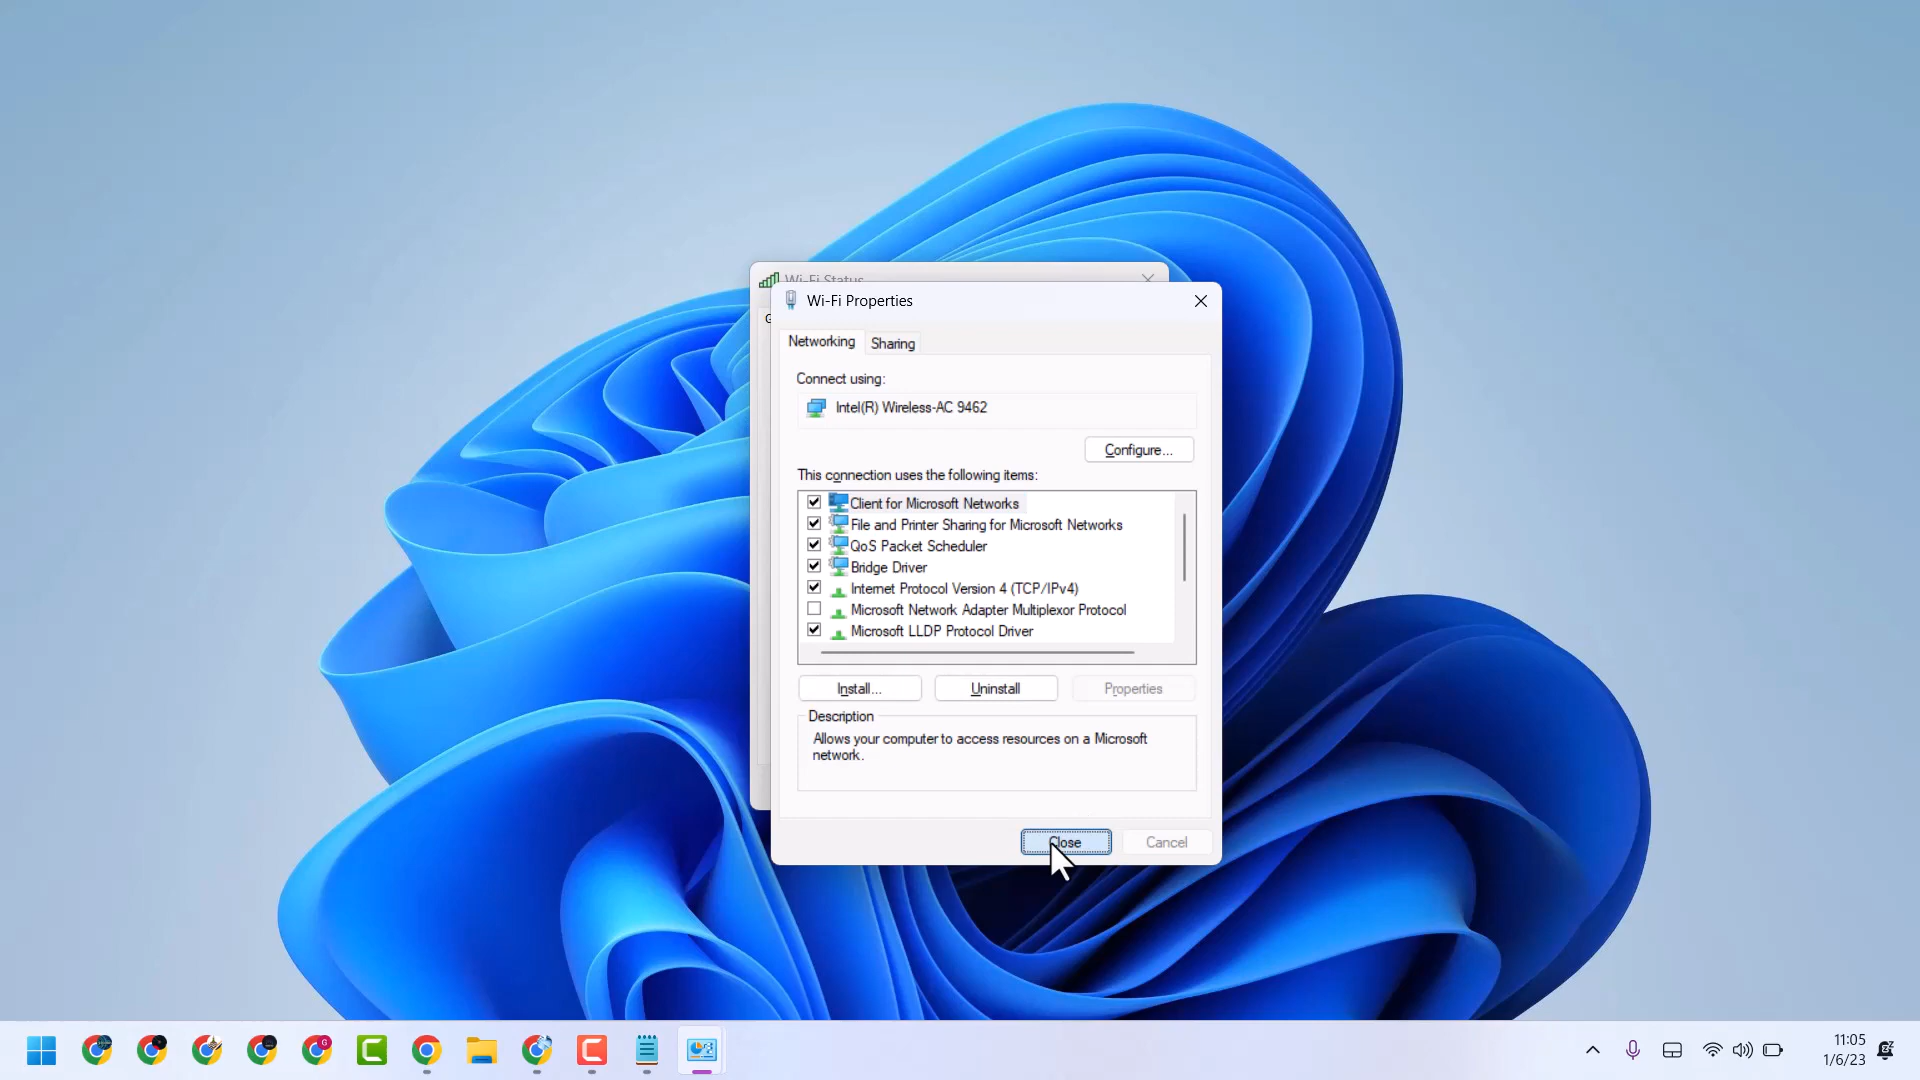 Wi-Fi Status
Wi-Fi Properties
Networking
Sharing
Connect using:
Intel(R) Wireless-AC 9462
Configure...
This connection uses the following items:
Client for Microsoft Networks
File and Printer Sharing for Microsoft Networks
QoS Packet Scheduler
Bridge Driver
Internet Protocol Version 4 (TCP/IPv4)
Microsoft Network Adapter Multiplexor Protocol
Microsoft LLDP Protocol Driver
Install...
Uninstall
Properties
Description
Allows your computer to access resources on a Microsoft
network.
Close
Cancel
11:05
1/6/23